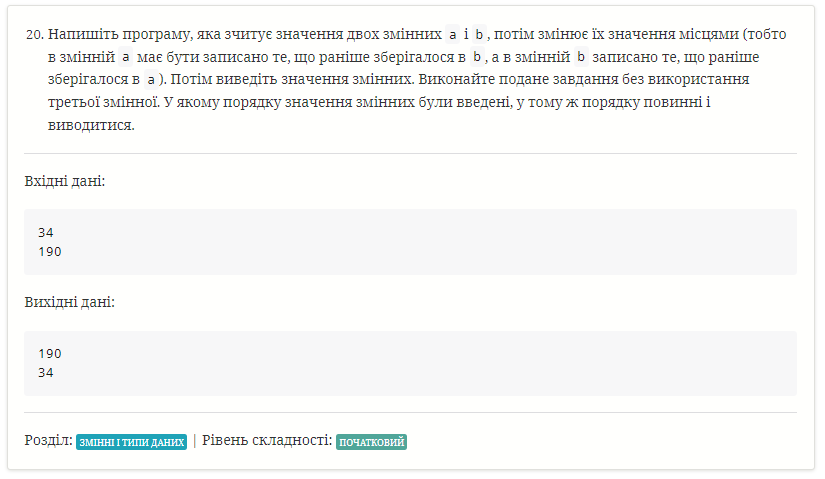 20. Напишіть програму, яка зчитує значення двох змінних a і b , потім змінює їх значення місцями (тобто
в змінній a має бути записано те, що раніше зберігалося в b , а в змінній b записано те, що раніше
зберігалося в a ). Потім виведіть значення змінних. Виконайте подане завдання без використання
третьої змінної. У якому порядку значення змінних були введені, у тому ж порядку повинні і
виводитися.
Вхідні дані:
34
190
Вихідні дані:
190
34
Розділ: ЗМІННІ І ТИПИ ДАНИХ | Рівень складності: ПОЧАТКОВИЙ